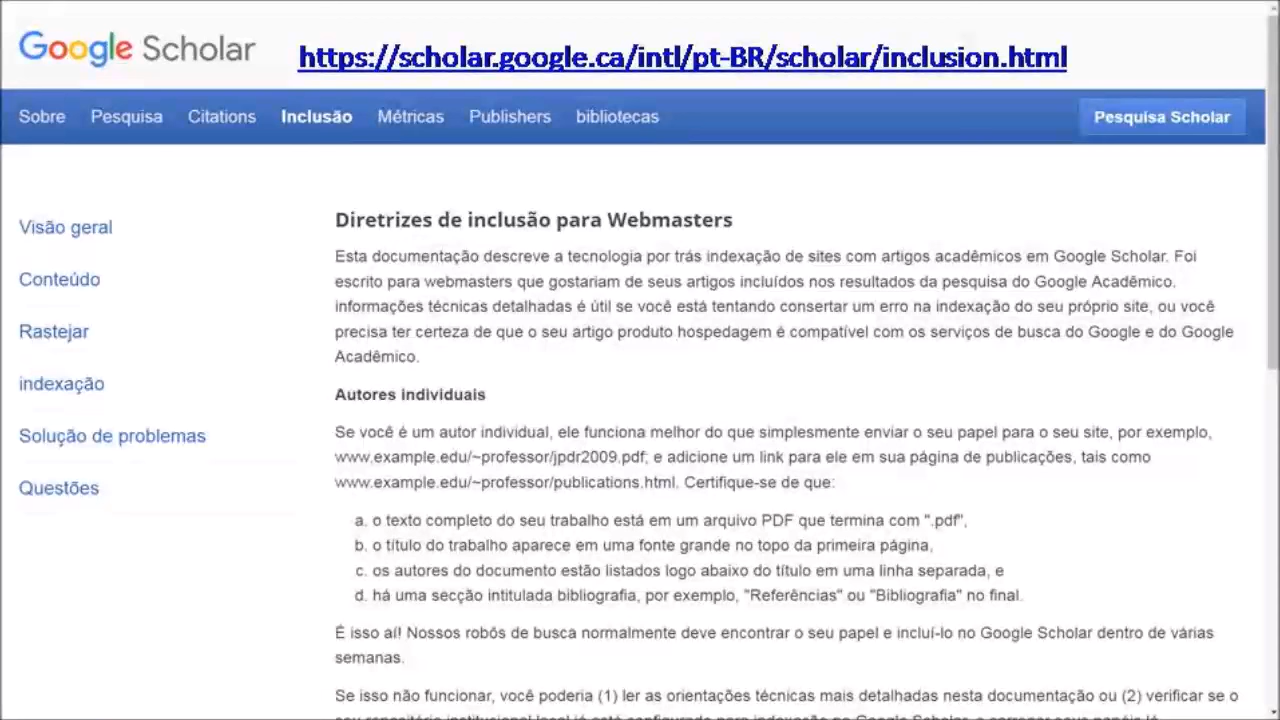 Google Scholar
https://scholar.google.ca/intl/pt-BR/scholar/inclusion.html
Sobre Pesquisa Citations Inclusão Métricas Publishers bibliotecas Pesquisa Scholar
Visão geral
Conteúdo
Rastejar
indexação
Solução de problemas
Questões
Diretrizes de inclusão para Webmasters
Esta documentação descreve a tecnologia por trás indexação de sites com artigos acadêmicos em Google Scholar. Foi
escrito para webmasters que gostariam de seus artigos incluídos nos resultados da pesquisa do Google Acadêmico.
informações técnicas detalhadas é útil se você está tentando consertar um erro na indexação do seu próprio site, ou você
precisa ter certeza de que o seu artigo produto hospedagem é compatível com os serviços de busca do Google e do Google
Acadêmico.
Autores individuais
Se você é um autor individual, ele funciona melhor do que simplesmente enviar o seu papel para o seu site, por exemplo,
www.example.edu/~professor/jpdr2009.pdf; e adicione um link para ele em sua página de publicações, tais como
www.example.edu/~professor/publications.html. Certifique-se de que:
a. o texto completo do seu trabalho está em um arquivo PDF que termina com ".pdf",
b. o título do trabalho aparece em uma fonte grande no topo da primeira página,
c. os autores do documento estão listados logo abaixo do título em uma linha separada, e
d. há uma secção intitulada bibliografia, por exemplo, "Referências" ou "Bibliografia" no final.
É isso aí! Nossos robôs de busca normalmente deve encontrar o seu papel e incluí-lo no Google Scholar dentro de várias
semanas.
Se isso não funcionar, você poderia (1) ler as orientações técnicas mais detalhadas nesta documentação ou (2) verificar se o